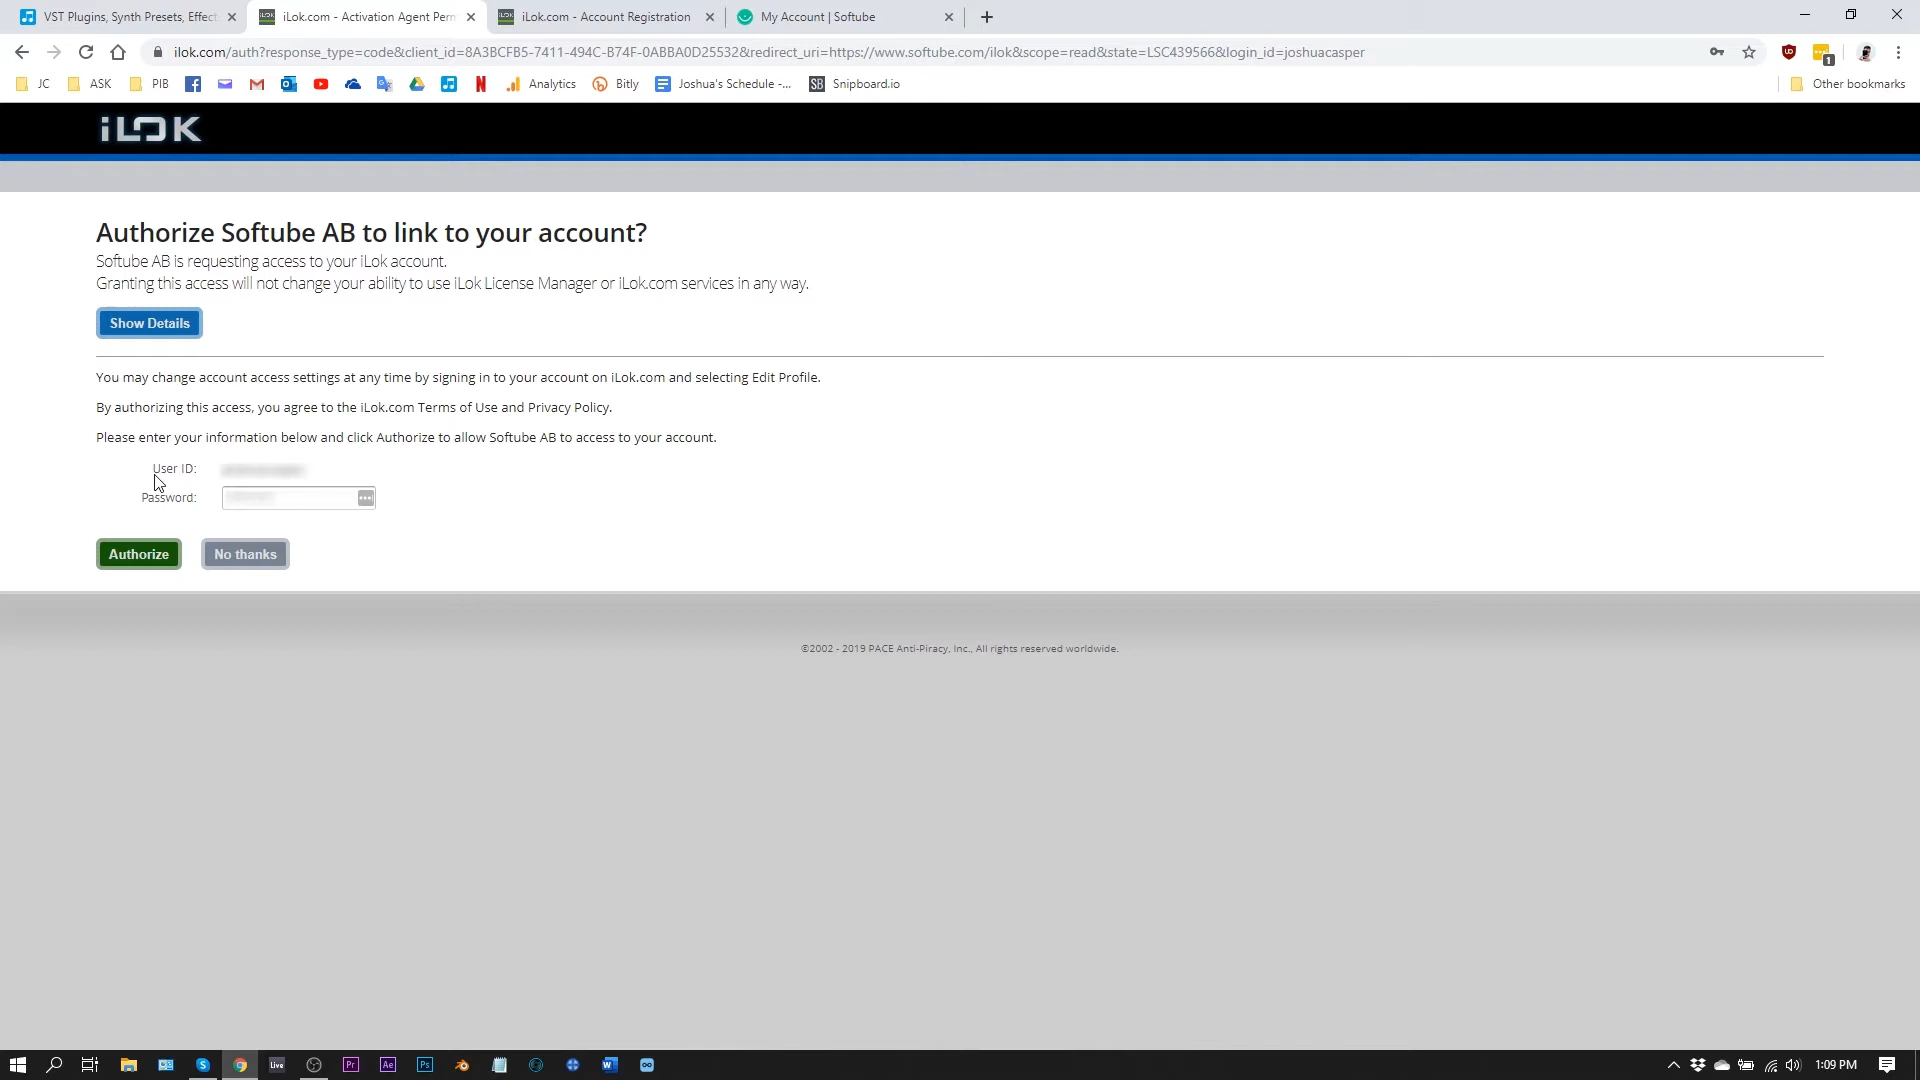 VST Plugins, Synth Presets, Effect
iLok.com - Activation Agent Perm
iLok.com - Account Registration
My Account | Softube
ilok.com/auth?response_type=code&client_id=8A3BCFB5-7411-494C-B74F-0ABBA0D25532&redirect_uri=https://www.softube.com/ilok&scope=read&state=LSC439566&login_id=joshuacasper
JC
ASK
PIB
Analytics
Bitly
Joshua's Schedule -...
SB Snipboard.io
Other bookmarks
iLOK
Authorize Softube AB to link to your account?
Softube AB is requesting access to your iLok account.
Granting this access will not change your ability to use iLok License Manager or iLok.com services in any way.
Show Details
You may change account access settings at any time by signing in to your account on iLok.com and selecting Edit Profile.
By authorizing this access, you agree to the iLok.com Terms of Use and Privacy Policy.
Please enter your information below and click Authorize to allow Softube AB to access to your account.
User ID:
Password:
Authorize
No thanks
©2002 - 2019 PACE Anti-Piracy, Inc., All rights reserved worldwide.
Live
Pr
Ae
Ps
1:09 PM